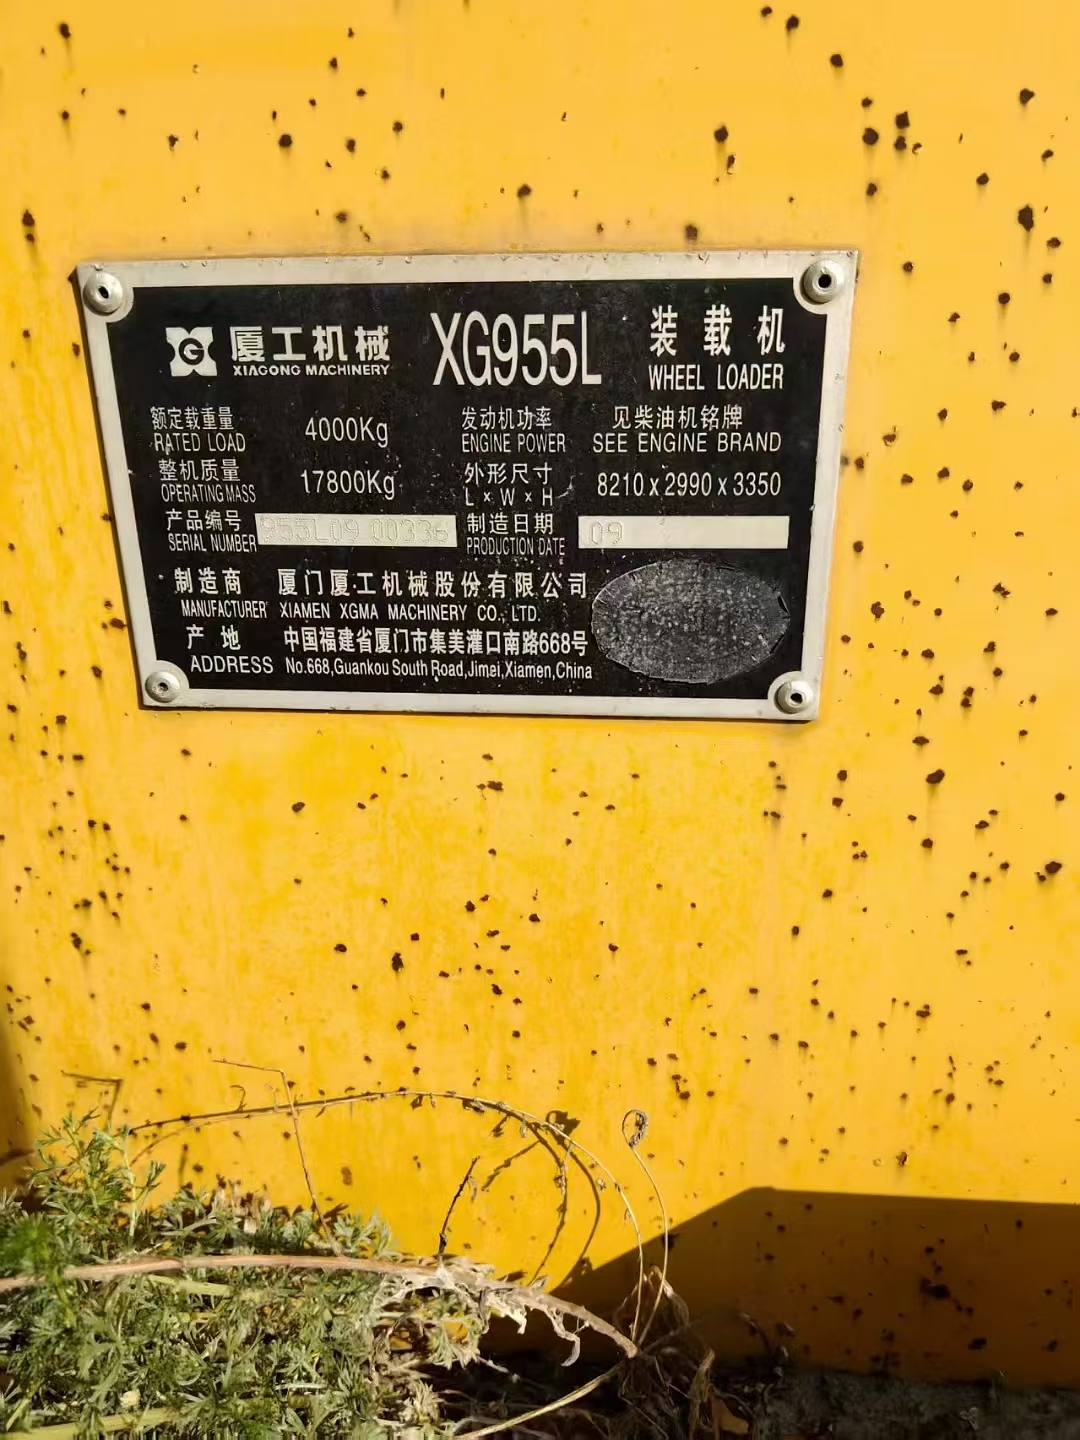 厦工机械 XG955L 装载机
XIAGONG MACHINERY WHEEL LOADER
额定载重量 4000Kg 发动机功率 见柴油机铭牌
RATED LOAD ENGINE POWER SEE ENGINE BRAND
整机质量 17800Kg 外形尺寸 8210x2990x3350
OPERATING MASS L×W×H
产品编号 955L09 00336 制造日期 09
SERIAL NUMBER PRODUCTION DATE
制造商 厦门厦工机械股份有限公司
MANUFACTURER XIAMEN XGMA MACHINERY CO., LTD.
产地 中国福建省厦门市集美灌口南路668号
ADDRESS No.668,Guankou South Road,Jimei,Xiamen,China